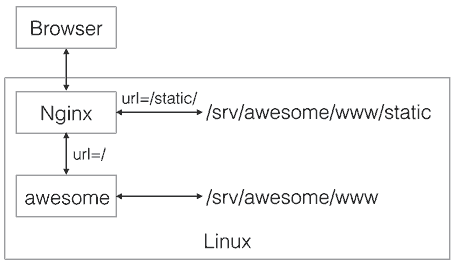 Browser
Nginx
url=/static/
/srv/awesome/www/static
url=/
awesome
/srv/awesome/www
Linux